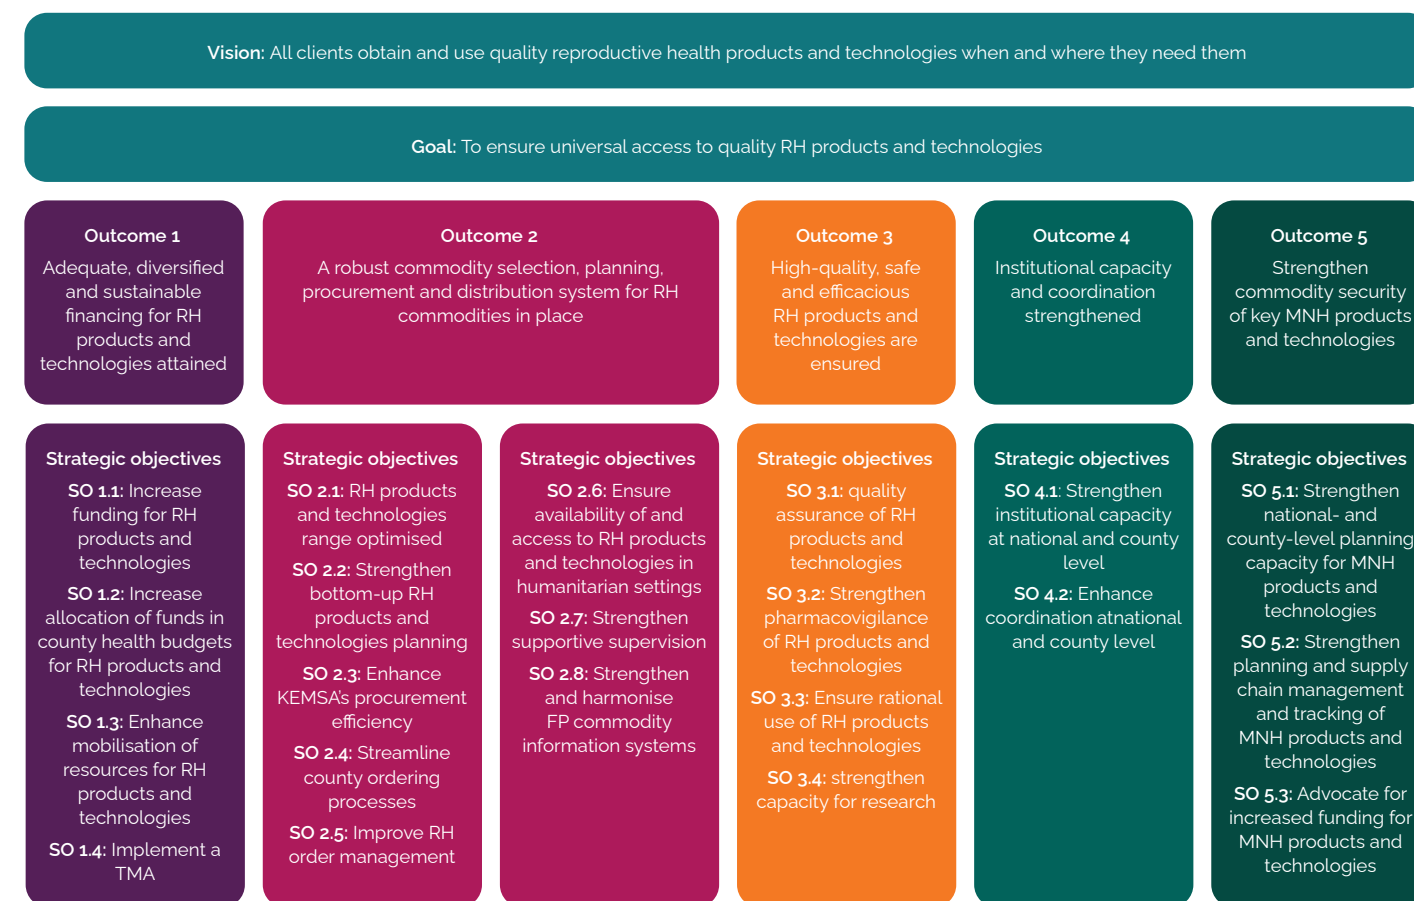 Vision: All clients obtain and use quality reproductive health products and technologies when and where they need them
Goal: To ensure universal access to quality RH products and technologies
Outcome 1
Adequate, diversified
and sustainable
financing for RH
products and
technologies attained
Outcome 2
A robust commodity selection, planning,
procurement and distribution system for RH
commodities in place
Outcome 3
High-quality, safe
and efficacious
RH products and
technologies are
ensured
Outcome 4
Institutional capacity
and coordination
strengthened
Outcome 5
Strengthen
commodity security
of key MNH products
and technologies
Strategic objectives
SO 1.1: Increase
funding for RH
products and
technologies
SO 1.2: Increase
allocation of funds in
county health budgets
for RH products and
technologies
SO 1.3: Enhance
mobilisation of
resources for RH
products and
technologies
SO 1.4: Implement a
TMA
Strategic objectives
SO 2.1: RH products
and technologies
range optimised
SO 2.2: Strengthen
bottom-up RH
products and
technologies planning
SO 2.3: Enhance
KEMSA's procurement
efficiency
SO 2.4: Streamline
county ordering
processes
SO 2.5: Improve RH
order management
Strategic objectives
SO 2.6: Ensure
availability of and
access to RH products
and technologies in
humanitarian settings
SO 2.7: Strengthen
supportive supervision
SO 2.8: Strengthen
and harmonise
FP commodity
information systems
Strategic objectives
SO 3.1: quality
assurance of RH
products and
technologies
SO 3.2: Strengthen
pharmacovigilance
of RH products and
technologies
SO 3.3: Ensure rational
use of RH products
and technologies
SO 3.4: strengthen
capacity for research
Strategic objectives
SO 4.1: Strengthen
institutional capacity
at national and county
level
SO 4.2: Enhance
coordination atnational
and county level
Strategic objectives
SO 5.1: Strengthen
national- and
county-level planning
capacity for MNH
products and
technologies
SO 5.2: Strengthen
planning and supply
chain management
and tracking of
MNH products and
technologies
SO 5.3: Advocate for
increased funding for
MNH products and
technologies